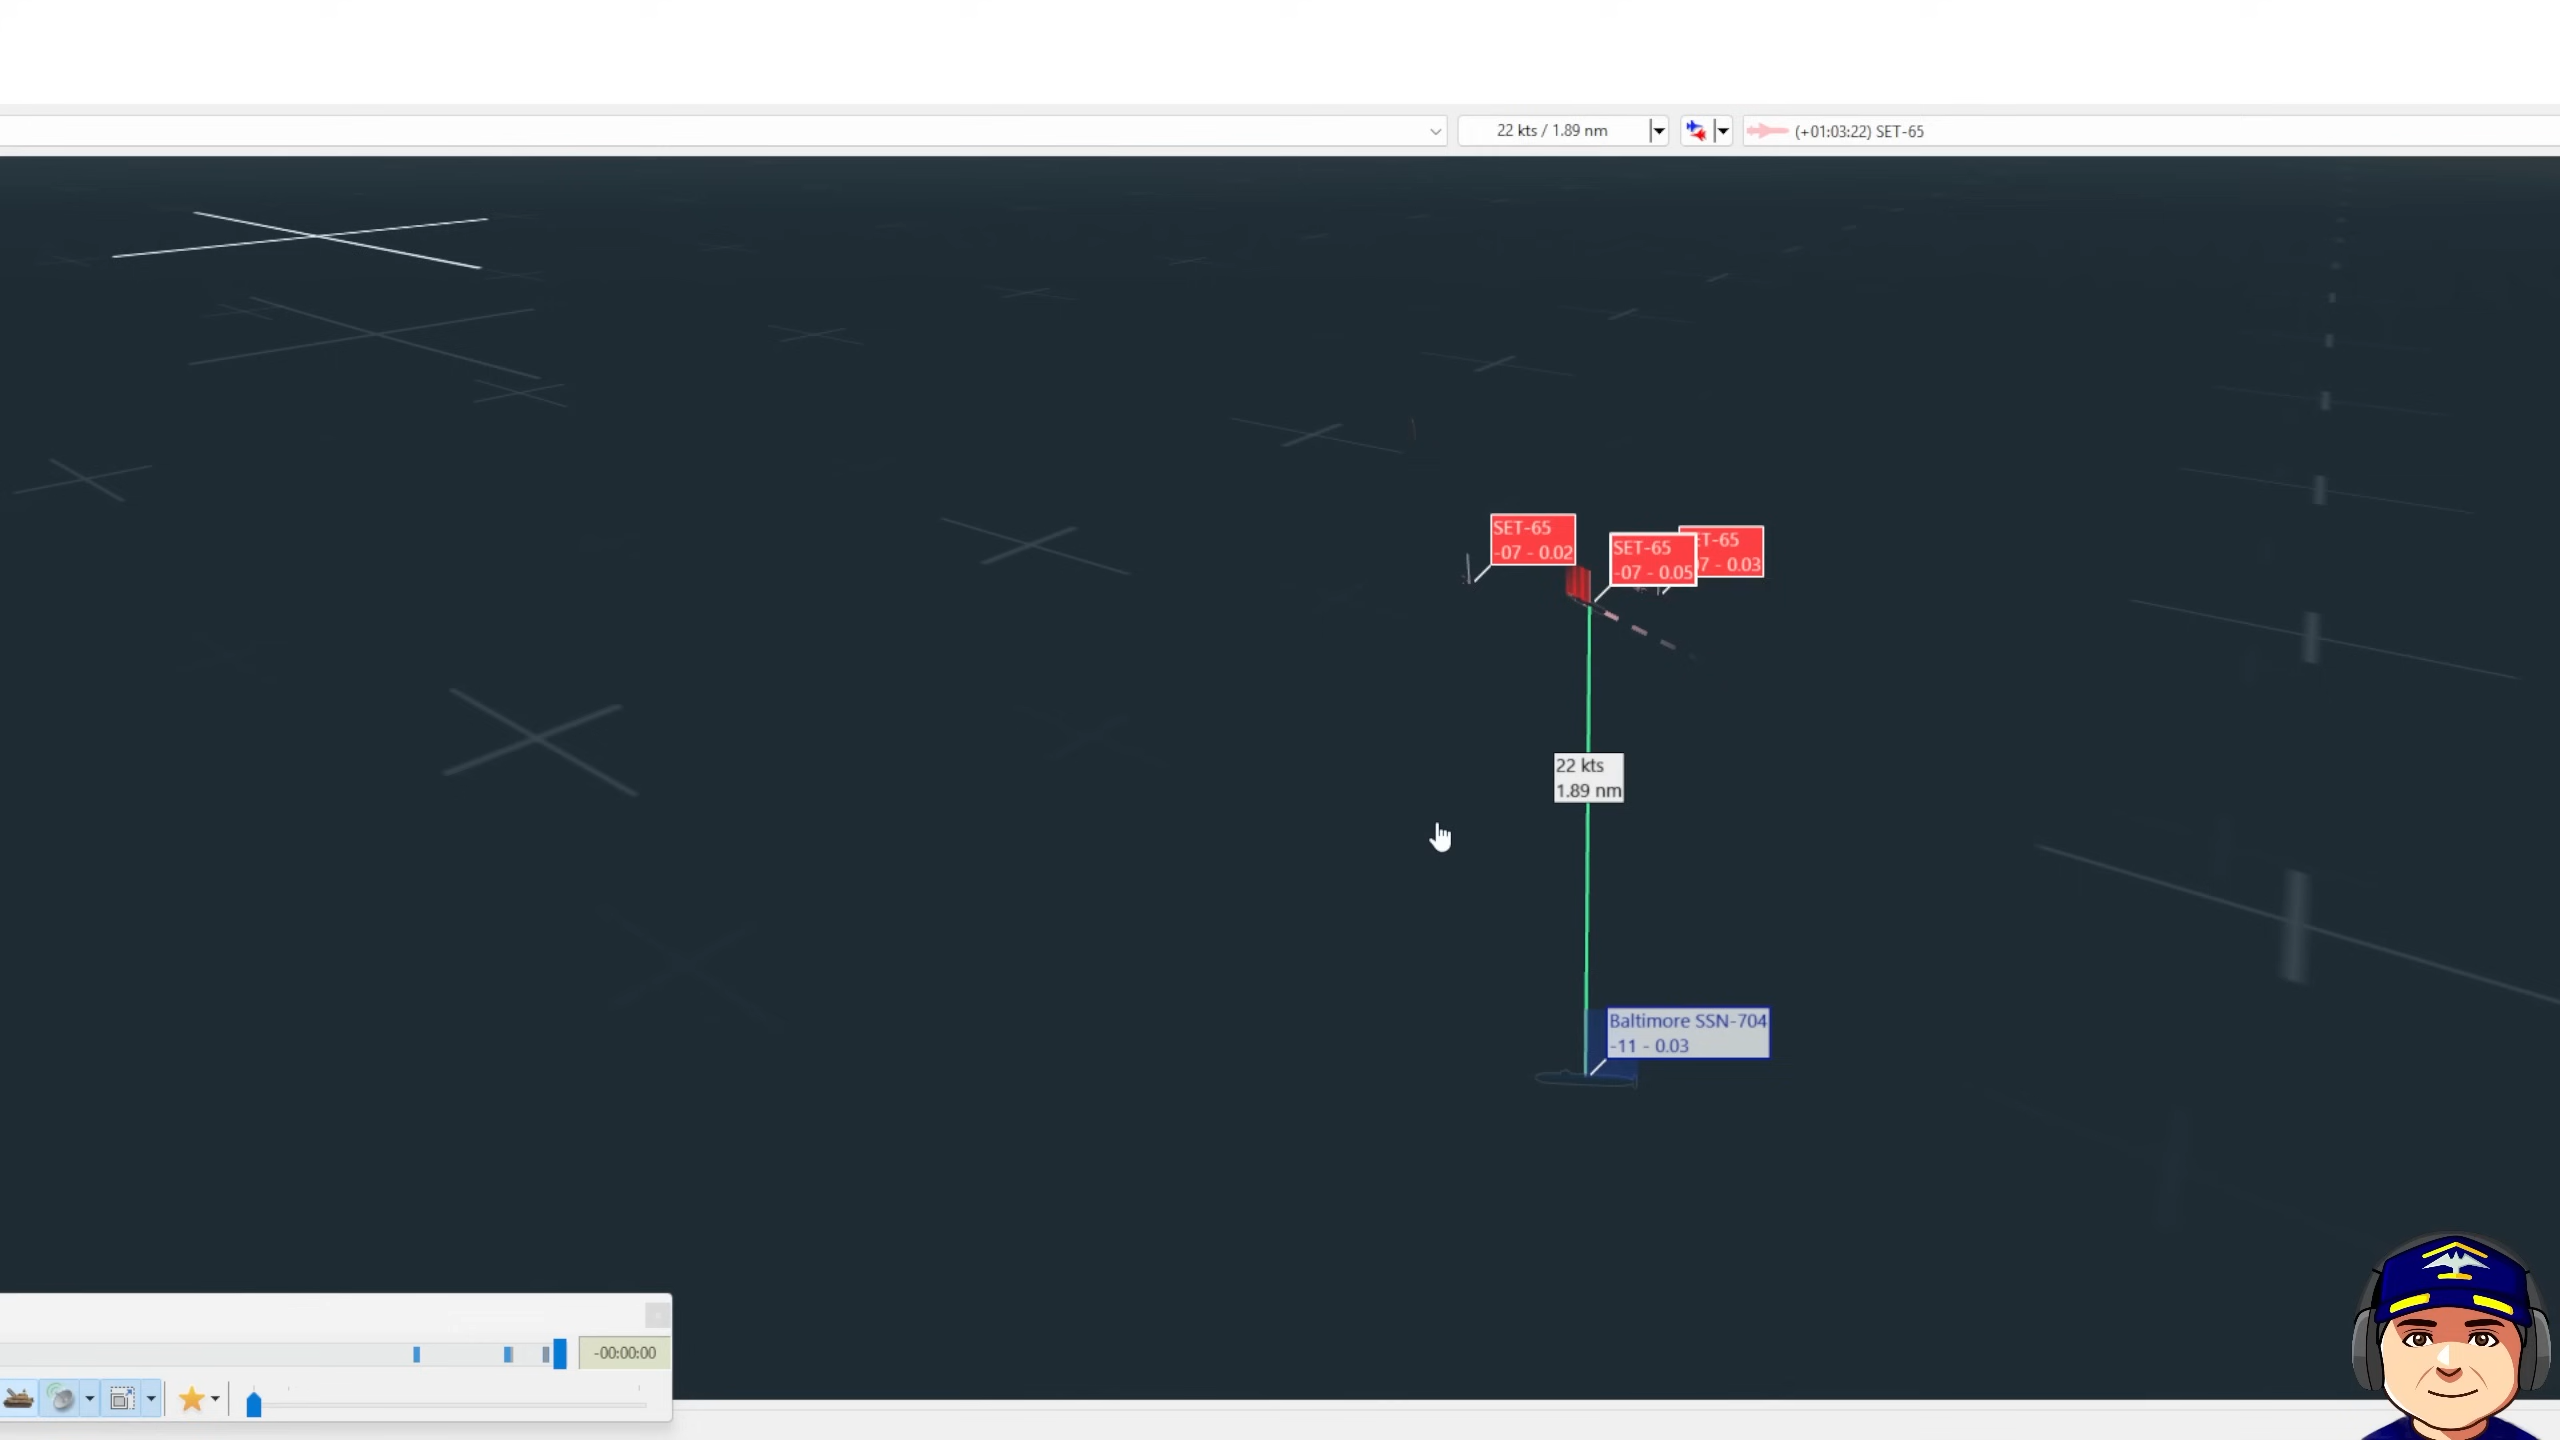 22 kts / 1.89 nm
(+01:03:22) SET-65
SET-65
-07 - 0.02
SET-65
-07 - 0.05
ET-65
7 - 0.03
22 kts
1.89 nm
Baltimore SSN-704
-11 - 0.03
-00:00:00